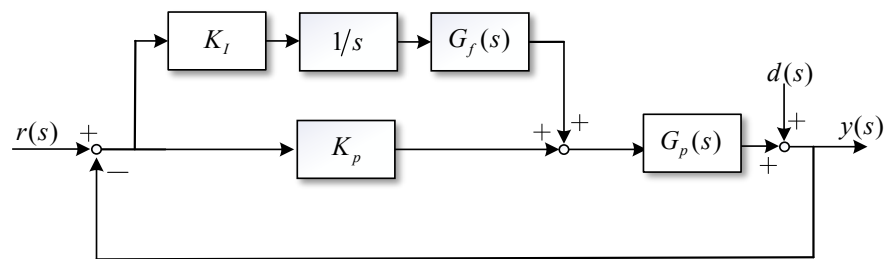 K_I
1/s
G_f(s)
d(s)
r(s)
+
+
+
+
y(s)
K_p
G_p(s)
+
−